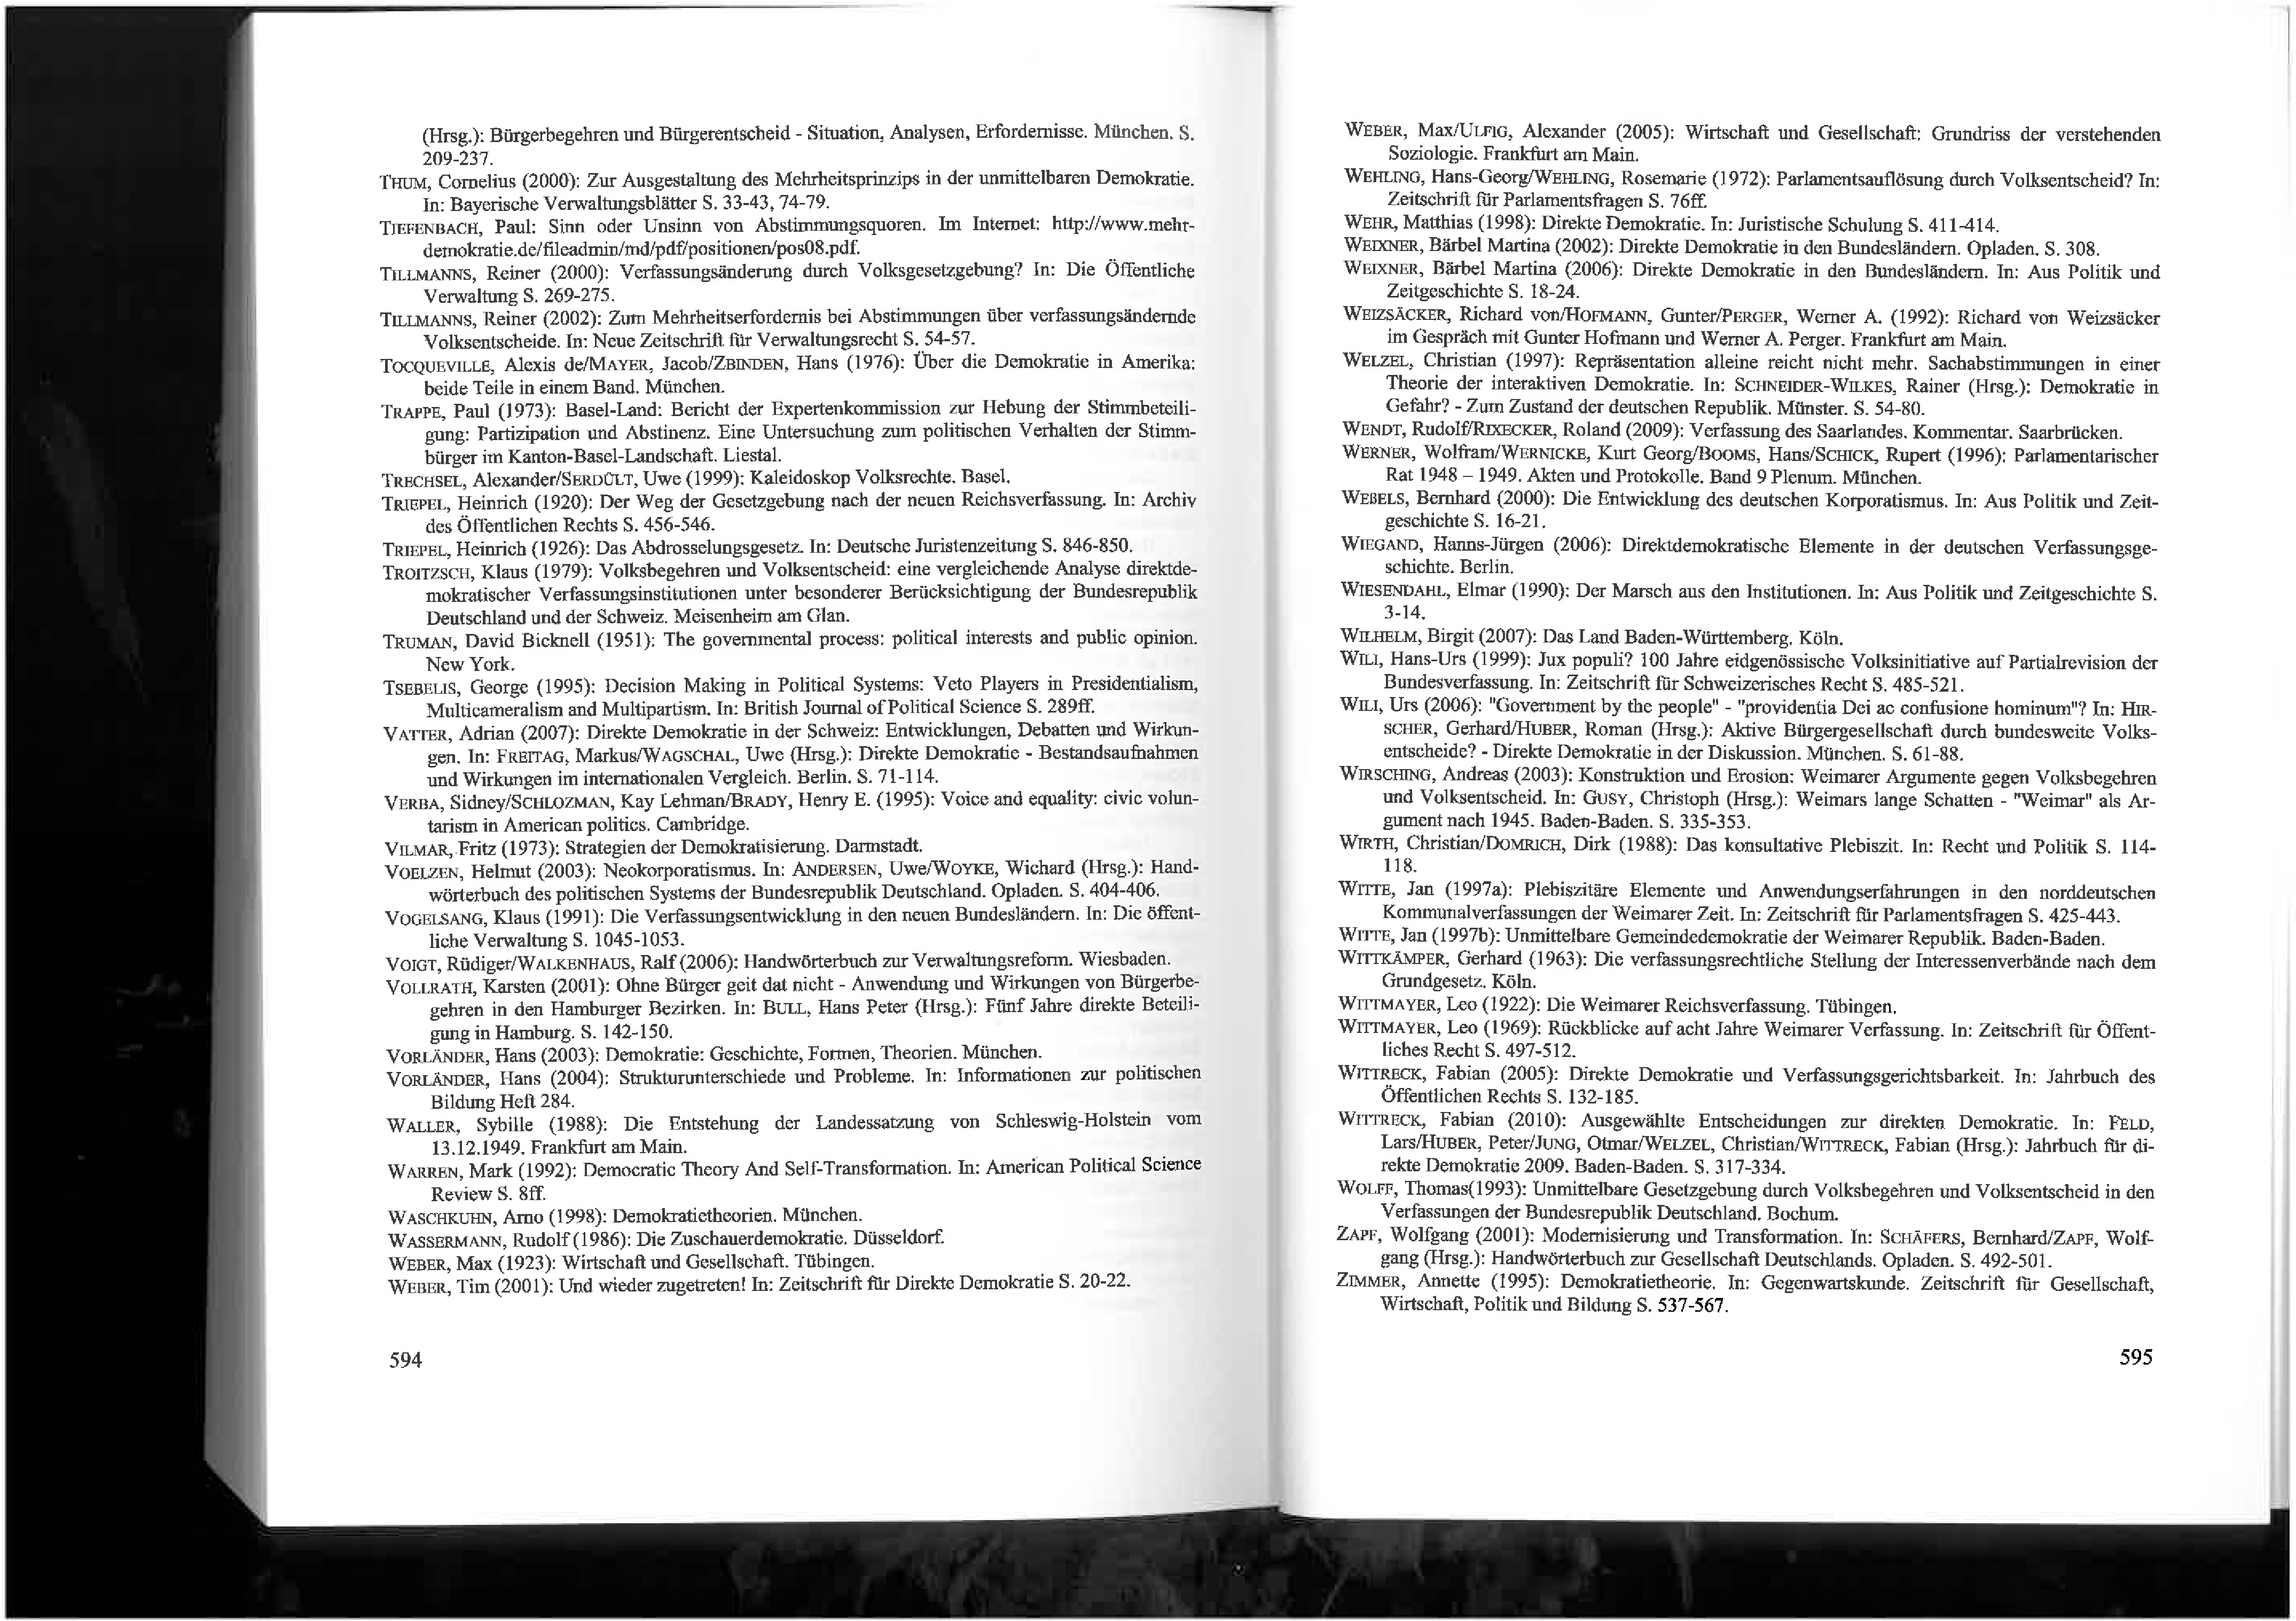 (Hrsg.): Bürgerbegehren und Bürgerentscheid - Situation, Analysen, Erfordernisse. München. S.
209-237.
THUM, Cornelius (2000): Zur Ausgestaltung des Mehrheitsprinzips in der unmittelbaren Demokratie.
In: Bayerische Verwaltungsblätter S. 33-43, 74-79.
TIEFENBACH, Paul: Sinn oder Unsinn von Abstimmungsquoren. Im Internet: http://www.mehr-
demokratie.de/fileadmin/md/pdf/positionen/pos08.pdf.
TILLMANNS, Reiner (2000): Verfassungsänderung durch Volksgesetzgebung? In: Die Öffentliche
Verwaltung S. 269-275.
TILLMANNS, Reiner (2002): Zum Mehrheitserfordernis bei Abstimmungen über verfassungsändernde
Volksentscheide. In: Neue Zeitschrift für Verwaltungsrecht S. 54-57.
TOCQUEVILLE, Alexis de/MAYER, Jacob/ZBINDEN, Hans (1976): Über die Demokratie in Amerika:
beide Teile in einem Band. München.
TRAPPE, Paul (1973): Basel-Land: Bericht der Expertenkommission zur Hebung der Stimmbeteili-
gung: Partizipation und Abstinenz. Eine Untersuchung zum politischen Verhalten der Stimm-
bürger im Kanton-Basel-Landschaft. Liestal.
TRECHSEL, Alexander/SERDÜLT, Uwe (1999): Kaleidoskop Volksrechte. Basel.
TRIEPEL, Heinrich (1920): Der Weg der Gesetzgebung nach der neuen Reichsverfassung. In: Archiv
des Öffentlichen Rechts S. 456-546.
TRIEPEL, Heinrich (1926): Das Abdrosselungsgesetz. In: Deutsche Juristenzeitung S. 846-850.
TROITZSCH, Klaus (1979): Volksbegehren und Volksentscheid: eine vergleichende Analyse direktde-
mokratischer Verfassungsinstitutionen unter besonderer Berücksichtigung der Bundesrepublik
Deutschland und der Schweiz. Meisenheim am Glan.
TRUMAN, David Bicknell (1951): The governmental process: political interests and public opinion.
New York.
TSEBELIS, George (1995): Decision Making in Political Systems: Veto Players in Presidentialism,
Multicameralism and Multipartism. In: British Journal of Political Science S. 289ff.
VATTER, Adrian (2007): Direkte Demokratie in der Schweiz: Entwicklungen, Debatten und Wirkun-
gen. In: FREITAG, Markus/WAGSCHAL, Uwe (Hrsg.): Direkte Demokratie - Bestandsaufnahmen
und Wirkungen im internationalen Vergleich. Berlin. S. 71-114.
VERBA, Sidney/SCHLOZMAN, Kay Lehman/BRADY, Henry E. (1995): Voice and equality: civic volun-
tarism in American politics. Cambridge.
VILMAR, Fritz (1973): Strategien der Demokratisierung. Darmstadt.
VOELZEN, Helmut (2003): Neokorporatismus. In: ANDERSEN, Uwe/WOYKE, Wichard (Hrsg.): Hand-
wörterbuch des politischen Systems der Bundesrepublik Deutschland. Opladen. S. 404-406.
VOGELSANG, Klaus (1991): Die Verfassungsentwicklung in den neuen Bundesländern. In: Die öffent-
liche Verwaltung S. 1045-1053.
VOIGT, Rüdiger/WALKENHAUS, Ralf (2006): Handwörterbuch zur Verwaltungsreform. Wiesbaden.
VOLLRATH, Karsten (2001): Ohne Bürger geit dat nicht - Anwendung und Wirkungen von Bürgerbe-
gehren in den Hamburger Bezirken. In: BULL, Hans Peter (Hrsg.): Fünf Jahre direkte Beteili-
gung in Hamburg. S. 142-150.
VORLÄNDER, Hans (2003): Demokratie: Geschichte, Formen, Theorien. München.
VORLÄNDER, Hans (2004): Strukturunterschiede und Probleme. In: Informationen zur politischen
Bildung Heft 284.
WALLER, Sybille (1988): Die Entstehung der Landessatzung von Schleswig-Holstein vom
13.12.1949. Frankfurt am Main.
WARREN, Mark (1992): Democratic Theory And Self-Transformation. In: American Political Science
Review S. 8ff.
WASCHKUHN, Arno (1998): Demokratietheorien. München.
WASSERMANN, Rudolf (1986): Die Zuschauerdemokratie. Düsseldorf.
WEBER, Max (1923): Wirtschaft und Gesellschaft. Tübingen.
WEBER, Tim (2001): Und wieder zugetreten! In: Zeitschrift für Direkte Demokratie S. 20-22.
594
WEBER, Max/ULFIG, Alexander (2005): Wirtschaft und Gesellschaft: Grundriss der verstehenden
Soziologie. Frankfurt am Main.
WEHLING, Hans-Georg/WEHLING, Rosemarie (1972): Parlamentsauflösung durch Volksentscheid? In:
Zeitschrift für Parlamentsfragen S. 76ff.
WEHR, Matthias (1998): Direkte Demokratie. In: Juristische Schulung S. 411-414.
WEIXNER, Bärbel Martina (2002): Direkte Demokratie in den Bundesländern. Opladen. S. 308.
WEIXNER, Bärbel Martina (2006): Direkte Demokratie in den Bundesländern. In: Aus Politik und
Zeitgeschichte S. 18-24.
WEIZSÄCKER, Richard von/HOFMANN, Gunter/PERGER, Werner A. (1992): Richard von Weizsäcker
im Gespräch mit Gunter Hofmann und Werner A. Perger. Frankfurt am Main.
WELZEL, Christian (1997): Repräsentation alleine reicht nicht mehr. Sachabstimmungen in einer
Theorie der interaktiven Demokratie. In: SCHNEIDER-WILKES, Rainer (Hrsg.): Demokratie in
Gefahr? - Zum Zustand der deutschen Republik. Münster. S. 54-80.
WENDT, Rudolf/RIXECKER, Roland (2009): Verfassung des Saarlandes. Kommentar. Saarbrücken.
WERNER, Wolfram/WERNICKE, Kurt Georg/BOOMS, Hans/SCHICK, Rupert (1996): Parlamentarischer
Rat 1948 – 1949. Akten und Protokolle. Band 9 Plenum. München.
WEBELS, Bernhard (2000): Die Entwicklung des deutschen Korporatismus. In: Aus Politik und Zeit-
geschichte S. 16-21.
WIEGAND, Hanns-Jürgen (2006): Direktdemokratische Elemente in der deutschen Verfassungsge-
schichte. Berlin.
WIESENDAHL, Elmar (1990): Der Marsch aus den Institutionen. In: Aus Politik und Zeitgeschichte S.
3-14.
WILHELM, Birgit (2007): Das Land Baden-Württemberg. Köln.
WILI, Hans-Urs (1999): Jux populi? 100 Jahre eidgenössische Volksinitiative auf Partialrevision der
Bundesverfassung. In: Zeitschrift für Schweizerisches Recht S. 485-521.
WILI, Urs (2006): "Government by the people" - "providentia Dei ac confusione hominum"? In: HIR-
SCHER, Gerhard/HUBER, Roman (Hrsg.): Aktive Bürgergesellschaft durch bundesweite Volks-
entscheide? - Direkte Demokratie in der Diskussion. München. S. 61-88.
WIRSCHING, Andreas (2003): Konstruktion und Erosion: Weimarer Argumente gegen Volksbegehren
und Volksentscheid. In: GUSY, Christoph (Hrsg.): Weimars lange Schatten - "Weimar" als Ar-
gument nach 1945. Baden-Baden. S. 335-353.
WIRTH, Christian/DOMRICH, Dirk (1988): Das konsultative Plebiszit. In: Recht und Politik S. 114-
118.
WITTE, Jan (1997a): Plebiszitäre Elemente und Anwendungserfahrungen in den norddeutschen
Kommunalverfassungen der Weimarer Zeit. In: Zeitschrift für Parlamentsfragen S. 425-443.
WITTE, Jan (1997b): Unmittelbare Gemeindedemokratie der Weimarer Republik. Baden-Baden.
WITTKÄMPER, Gerhard (1963): Die verfassungsrechtliche Stellung der Interessenverbände nach dem
Grundgesetz. Köln.
WITTMAYER, Leo (1922): Die Weimarer Reichsverfassung. Tübingen.
WITTMAYER, Leo (1969): Rückblicke auf acht Jahre Weimarer Verfassung. In: Zeitschrift für Öffent-
liches Recht S. 497-512.
WITTRECK, Fabian (2005): Direkte Demokratie und Verfassungsgerichtsbarkeit. In: Jahrbuch des
Öffentlichen Rechts S. 132-185.
WITTRECK, Fabian (2010): Ausgewählte Entscheidungen zur direkten Demokratie. In: FELD,
Lars/HUBER, Peter/JUNG, Otmar/WELZEL, Christian/WITTRECK, Fabian (Hrsg.): Jahrbuch für di-
rekte Demokratie 2009. Baden-Baden. S. 317-334.
WOLFF, Thomas(1993): Unmittelbare Gesetzgebung durch Volksbegehren und Volksentscheid in den
Verfassungen der Bundesrepublik Deutschland. Bochum.
ZAPF, Wolfgang (2001): Modernisierung und Transformation. In: SCHÄFERS, Bernhard/ZAPF, Wolf-
gang (Hrsg.): Handwörterbuch zur Gesellschaft Deutschlands. Opladen. S. 492-501.
ZIMMER, Annette (1995): Demokratietheorie. In: Gegenwartskunde. Zeitschrift für Gesellschaft,
Wirtschaft, Politik und Bildung S. 537-567.
595